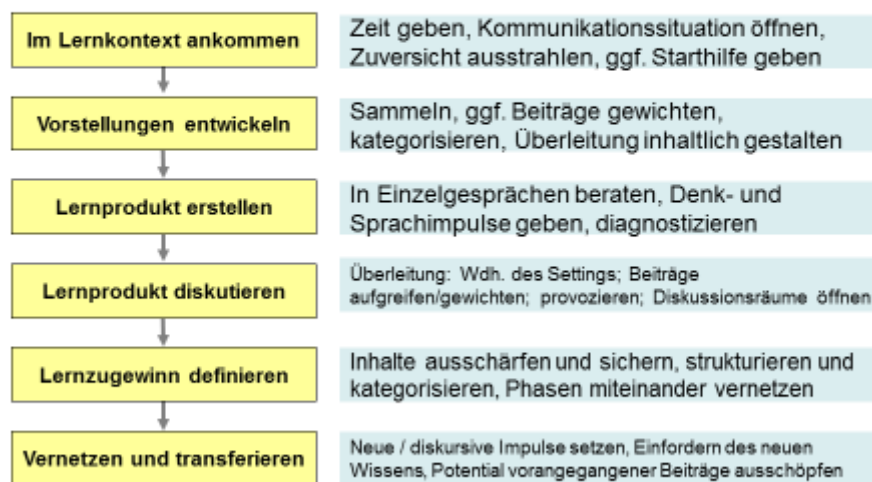 Im Lernkontext ankommen
Zeit geben, Kommunikationssituation öffnen,
Zuversicht ausstrahlen, ggf. Starthilfe geben
Vorstellungen entwickeln
Sammeln, ggf. Beiträge gewichten,
kategorisieren, Überleitung inhaltlich gestalten
Lernprodukt erstellen
In Einzelgesprächen beraten, Denk- und
Sprachimpulse geben, diagnostizieren
Lernprodukt diskutieren
Überleitung: Wdh. des Settings; Beiträge
aufgreifen/gewichten; provozieren; Diskussionsräume öffnen
Lernzugewinn definieren
Inhalte ausschärfen und sichern, strukturieren und
kategorisieren, Phasen miteinander vernetzen
Vernetzen und transferieren
Neue / diskursive Impulse setzen, Einfordern des neuen
Wissens, Potential vorangegangener Beiträge ausschöpfen